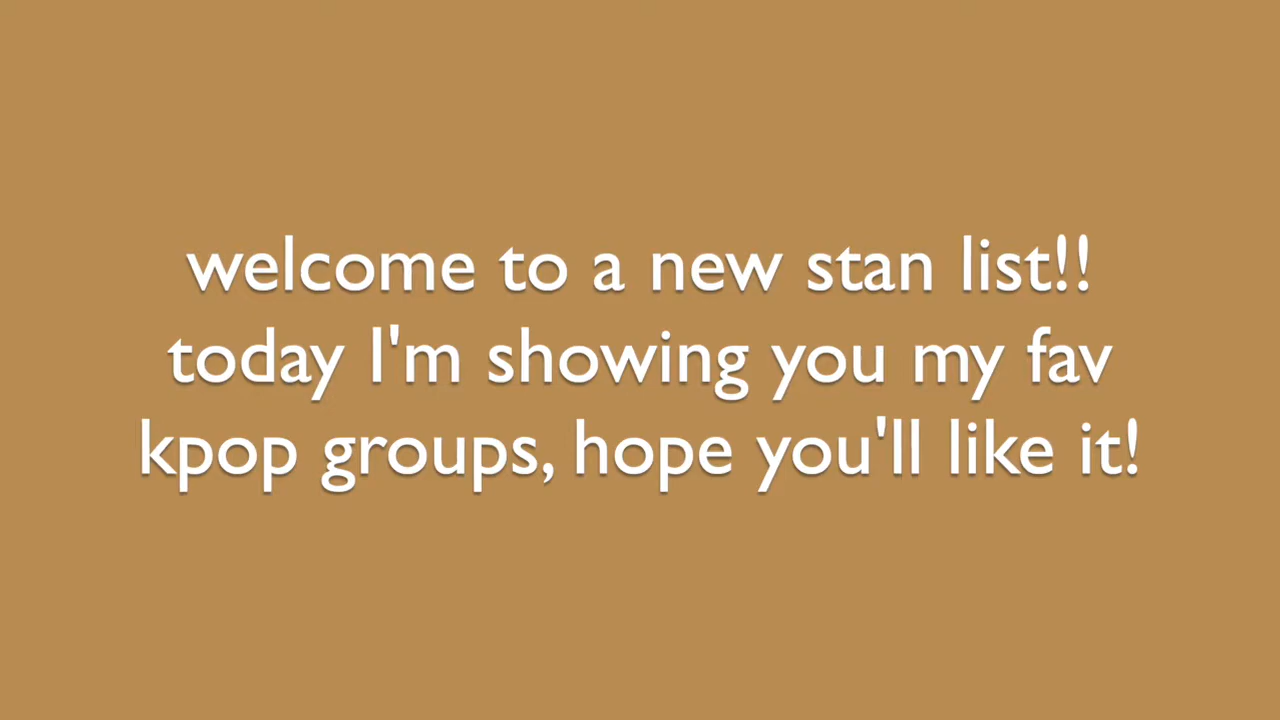 welcome to a new stan list!!
today I'm showing you my fav
kpop groups, hope you'll like it!